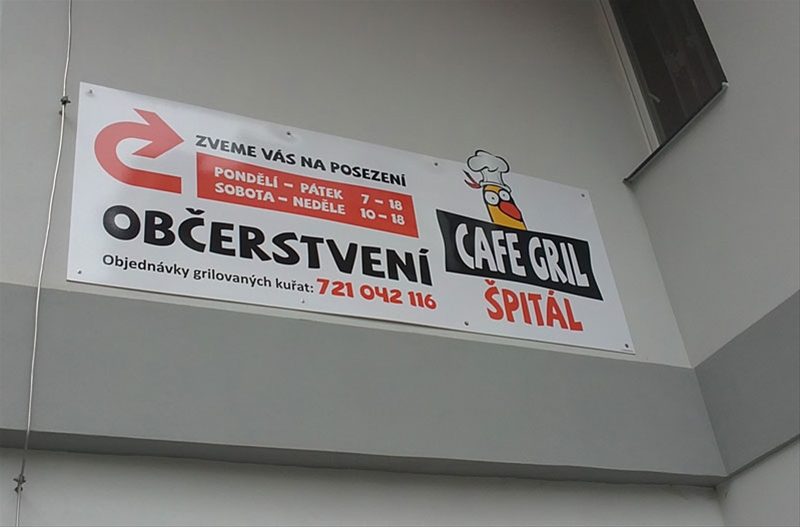 ZVEME VÁS NA POSEZENÍ
PONDĚLÍ – PÁTEK 7 – 18
SOBOTA – NEDĚLE 10 – 18
OBČERSTVENÍ
Objednávky grilovaných kuřat: 721 042 116
CAFE GRIL
ŠPITÁL